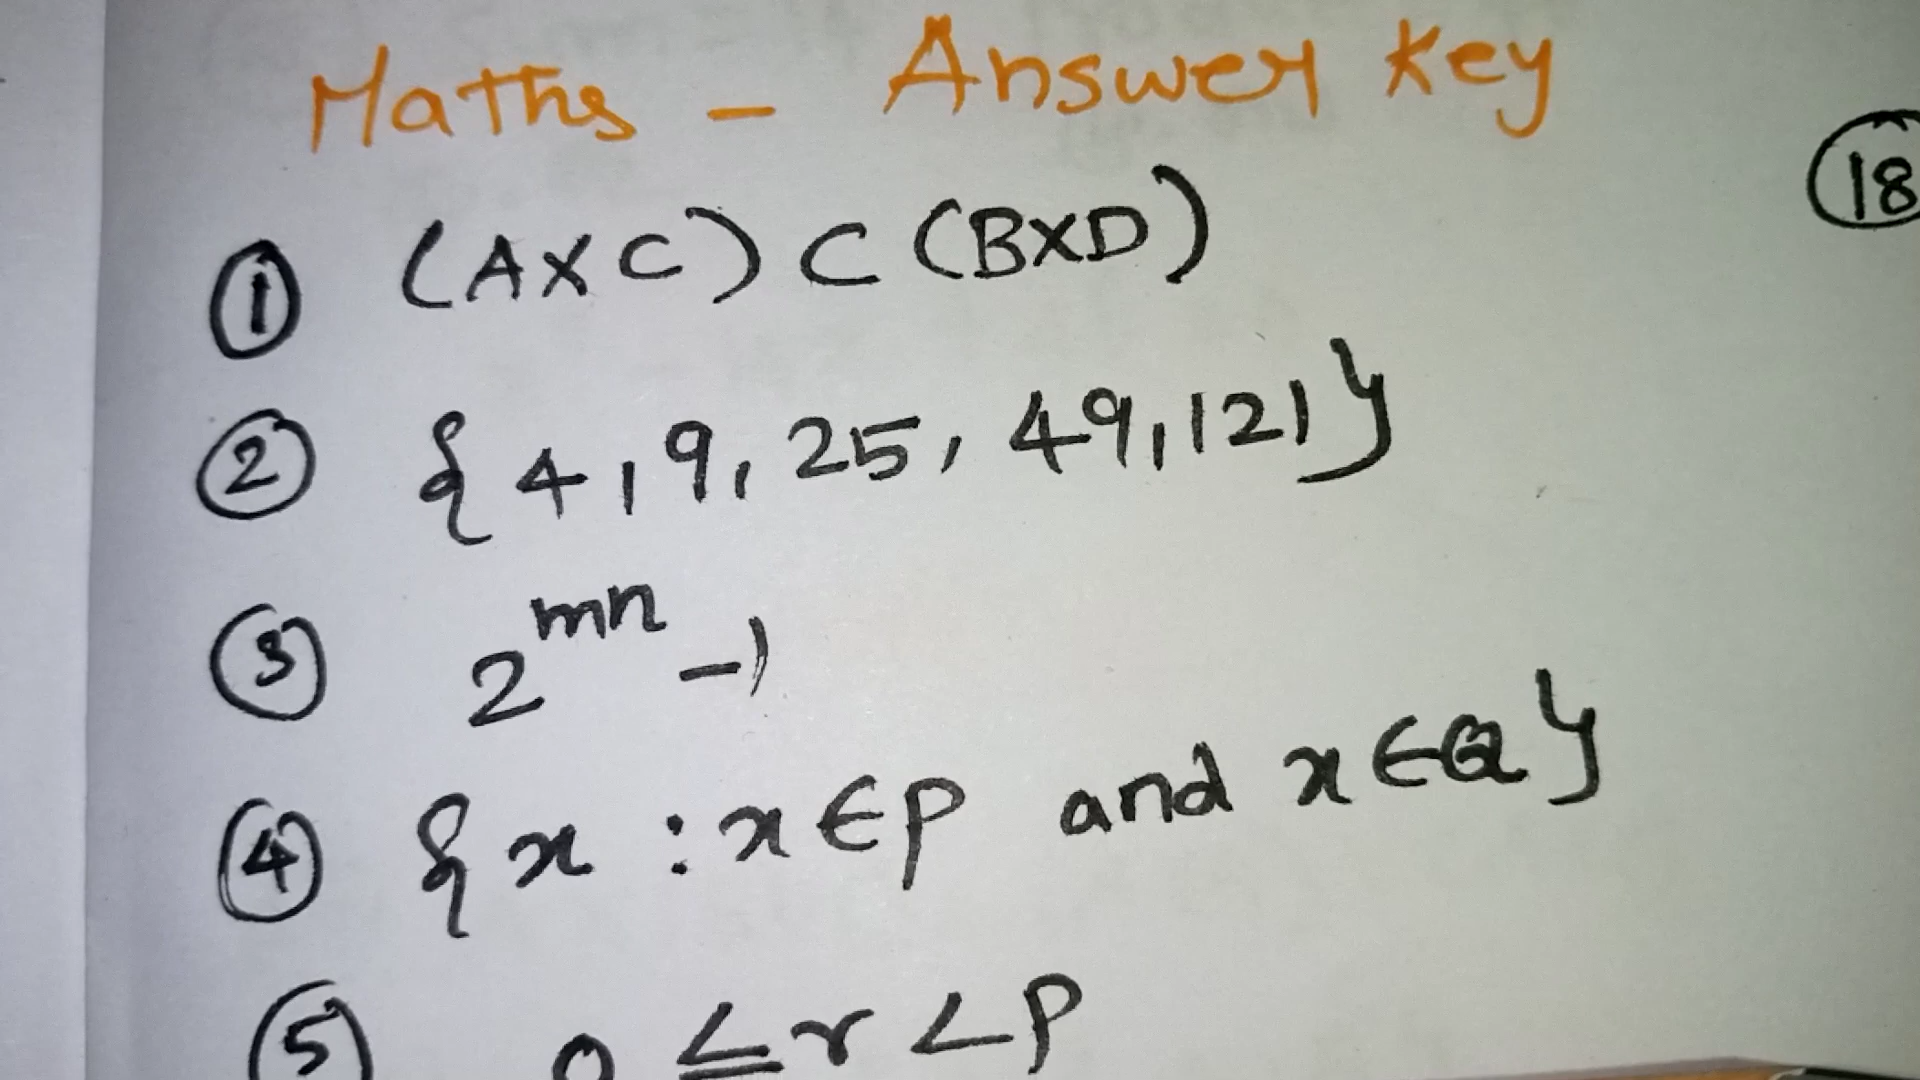 Maths - Answer Key
① (A×C) ⊂ (B×D)
⑱
② {4, 9, 25, 49, 121}
③ 2^mn - 1
④ {x : x ∈ P and x ∈ Q}
⑤ 0 ≤ r < P